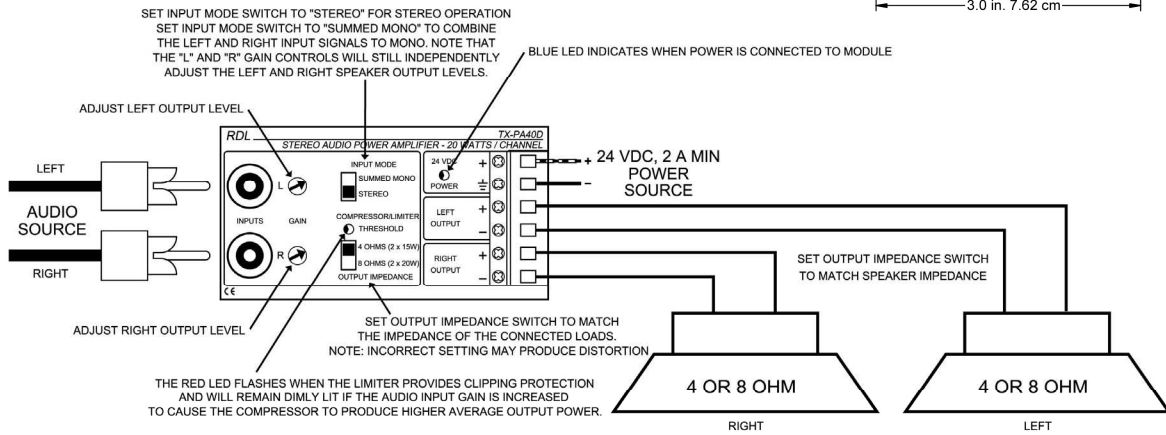 3.0 in. 7.62 cm
SET INPUT MODE SWITCH TO "STEREO" FOR STEREO OPERATION
SET INPUT MODE SWITCH TO "SUMMED MONO" TO COMBINE
THE LEFT AND RIGHT INPUT SIGNALS TO MONO. NOTE THAT
THE "L" AND "R" GAIN CONTROLS WILL STILL INDEPENDENTLY
ADJUST THE LEFT AND RIGHT SPEAKER OUTPUT LEVELS.
BLUE LED INDICATES WHEN POWER IS CONNECTED TO MODULE
ADJUST LEFT OUTPUT LEVEL
RDL
TX-PA40D
STEREO AUDIO POWER AMPLIFIER - 20 WATTS / CHANNEL
LEFT
AUDIO
SOURCE
RIGHT
L
INPUTS
GAIN
R
INPUT MODE
SUMMED MONO
STEREO
COMPRESSOR/LIMITER
THRESHOLD
4 OHMS (2 x 15W)
8 OHMS (2 x 20W)
OUTPUT IMPEDANCE
CE
24 VDC
POWER
+
LEFT
OUTPUT
+
-
RIGHT
OUTPUT
+
-
+ 24 VDC, 2 A MIN
- POWER
SOURCE
SET OUTPUT IMPEDANCE SWITCH
TO MATCH SPEAKER IMPEDANCE
ADJUST RIGHT OUTPUT LEVEL
SET OUTPUT IMPEDANCE SWITCH TO MATCH
THE IMPEDANCE OF THE CONNECTED LOADS.
NOTE: INCORRECT SETTING MAY PRODUCE DISTORTION
THE RED LED FLASHES WHEN THE LIMITER PROVIDES CLIPPING PROTECTION
AND WILL REMAIN DIMLY LIT IF THE AUDIO INPUT GAIN IS INCREASED
TO CAUSE THE COMPRESSOR TO PRODUCE HIGHER AVERAGE OUTPUT POWER.
4 OR 8 OHM
RIGHT
4 OR 8 OHM
LEFT